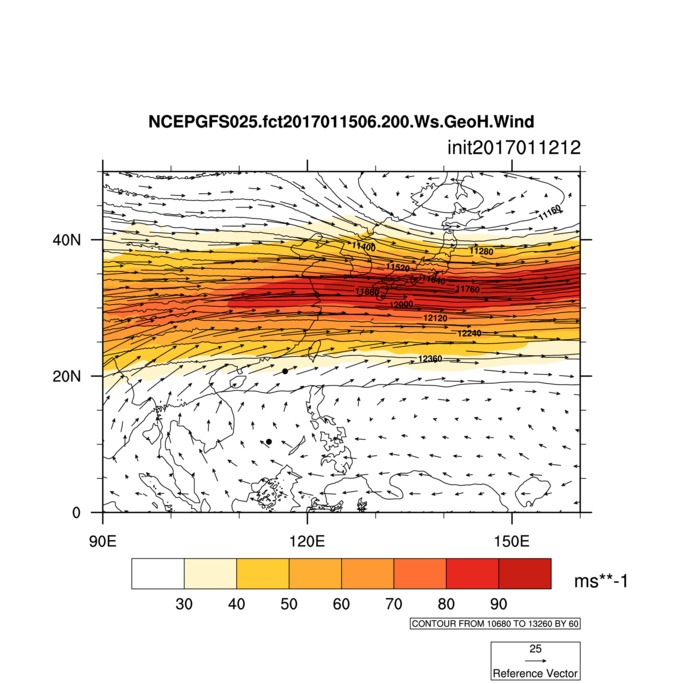 NCEPGFS025.fct2017011506.200.Ws.GeoH.Wind
init2017011212
11160
40N
11400
11280
11520
11640
11880
11760
12000
12120
12240
12360
20N
0
90E 120E 150E
ms**-1
30 40 50 60 70 80 90
CONTOUR FROM 10680 TO 13260 BY 60
25
Reference Vector